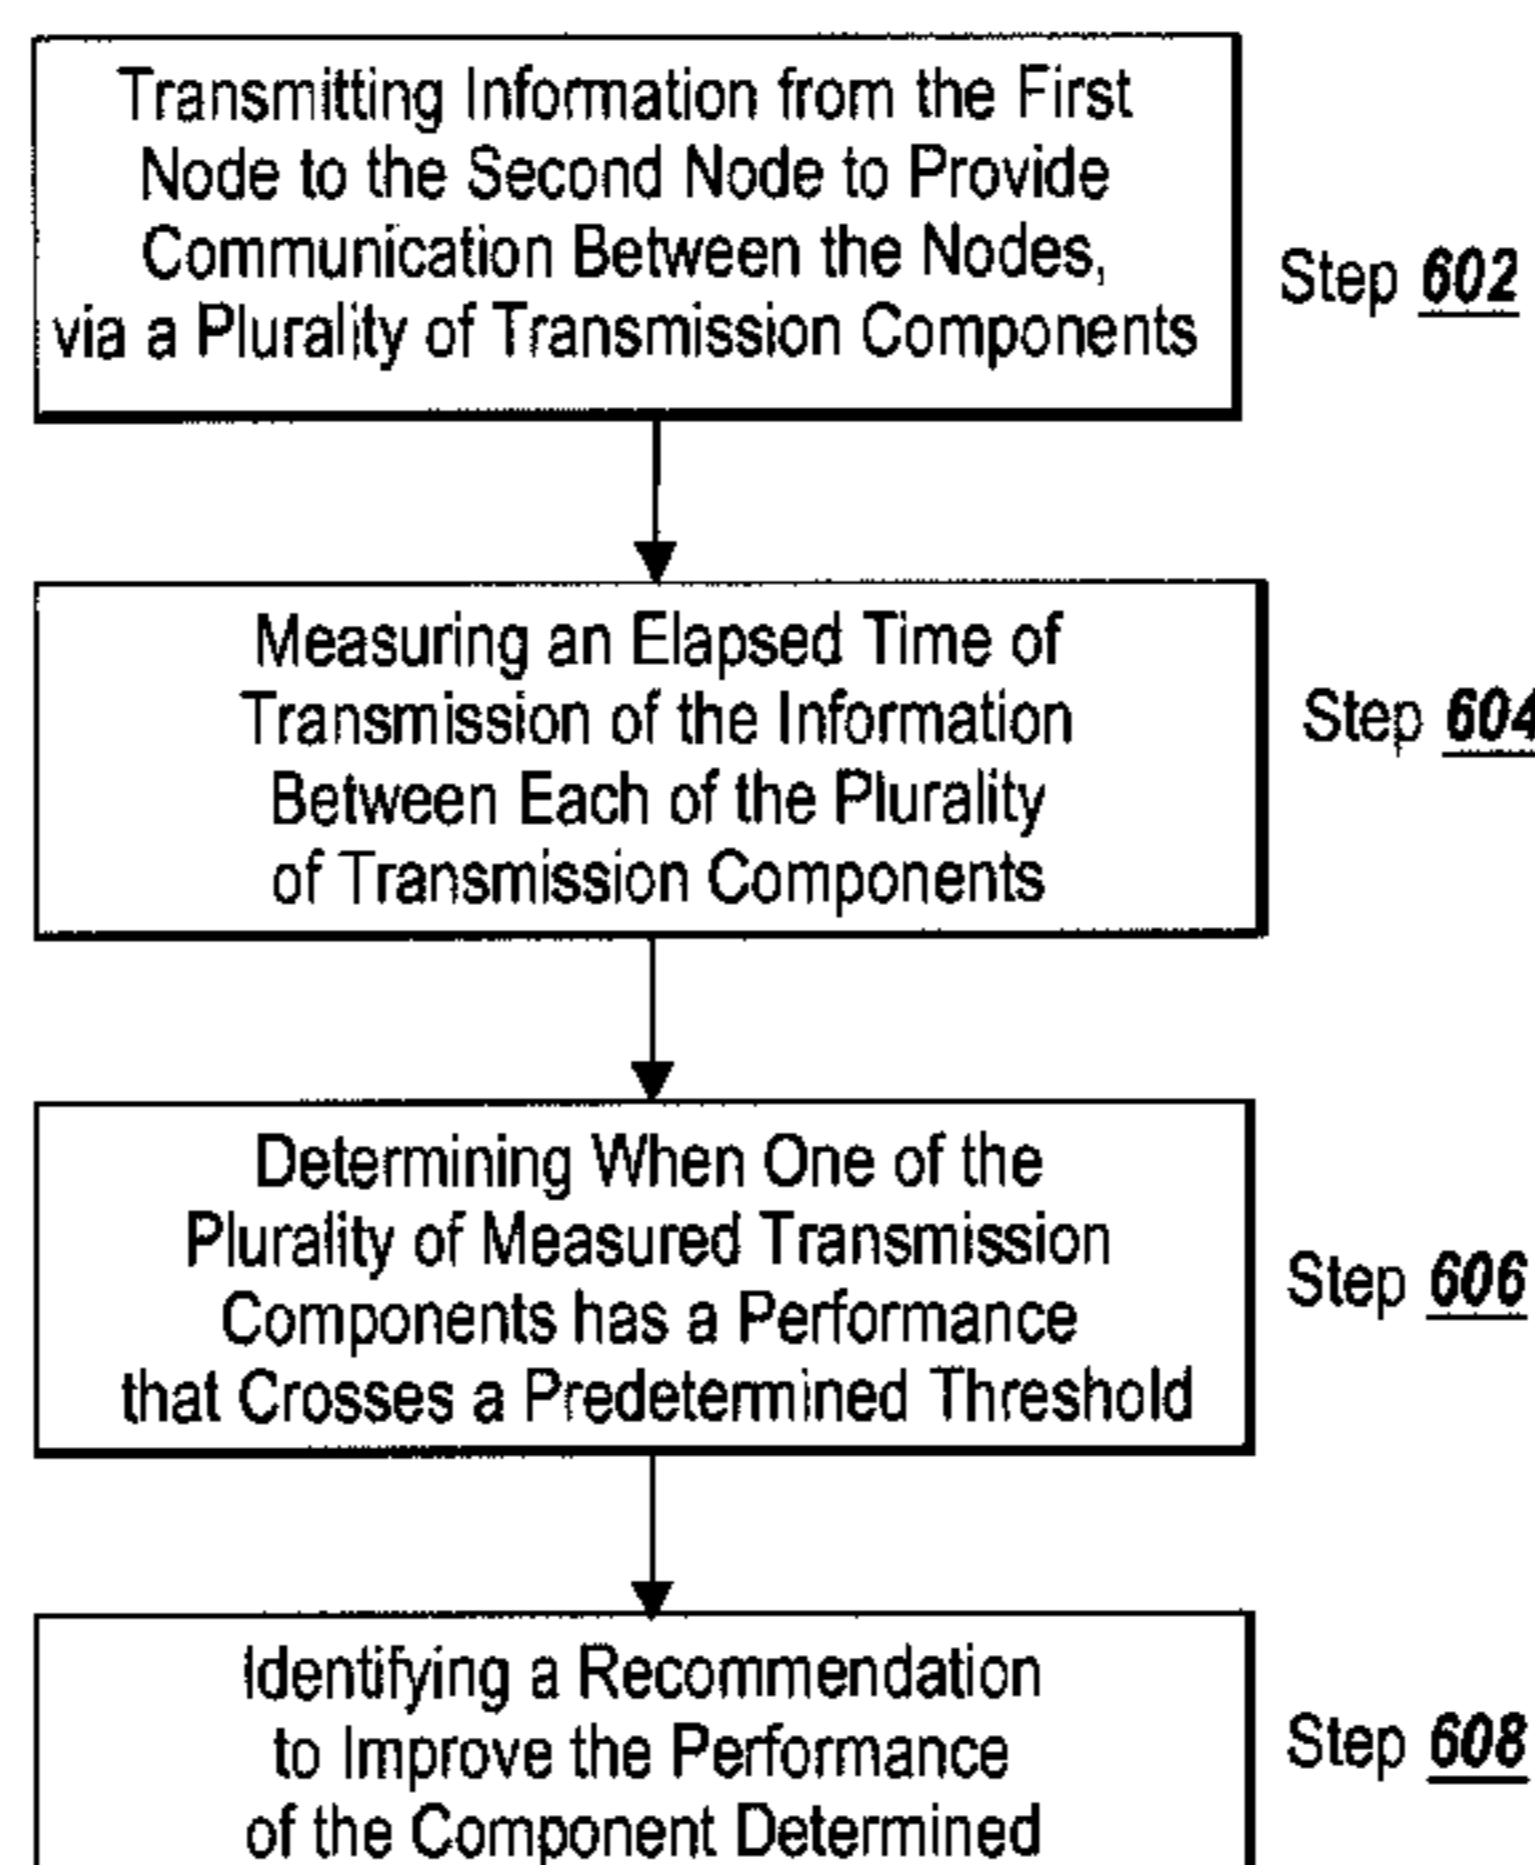 Transmitting Information from the First
Node to the Second Node to Provide
Communication Between the Nodes,
via a Plurality of Transmission Components
Step 602
Measuring an Elapsed Time of
Transmission of the Information
Between Each of the Plurality
of Transmission Components
Step 604
Determining When One of the
Plurality of Measured Transmission
Components has a Performance
that Crosses a Predetermined Threshold
Step 606
Identifying a Recommendation
to Improve the Performance
of the Component Determined
Step 608